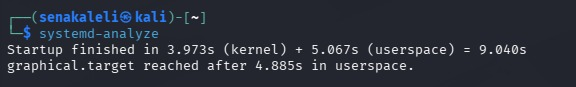 ┌──(senakaleli㉿kali)-[~]
└─$ systemd-analyze
Startup finished in 3.973s (kernel) + 5.067s (userspace) = 9.040s
graphical.target reached after 4.885s in userspace.